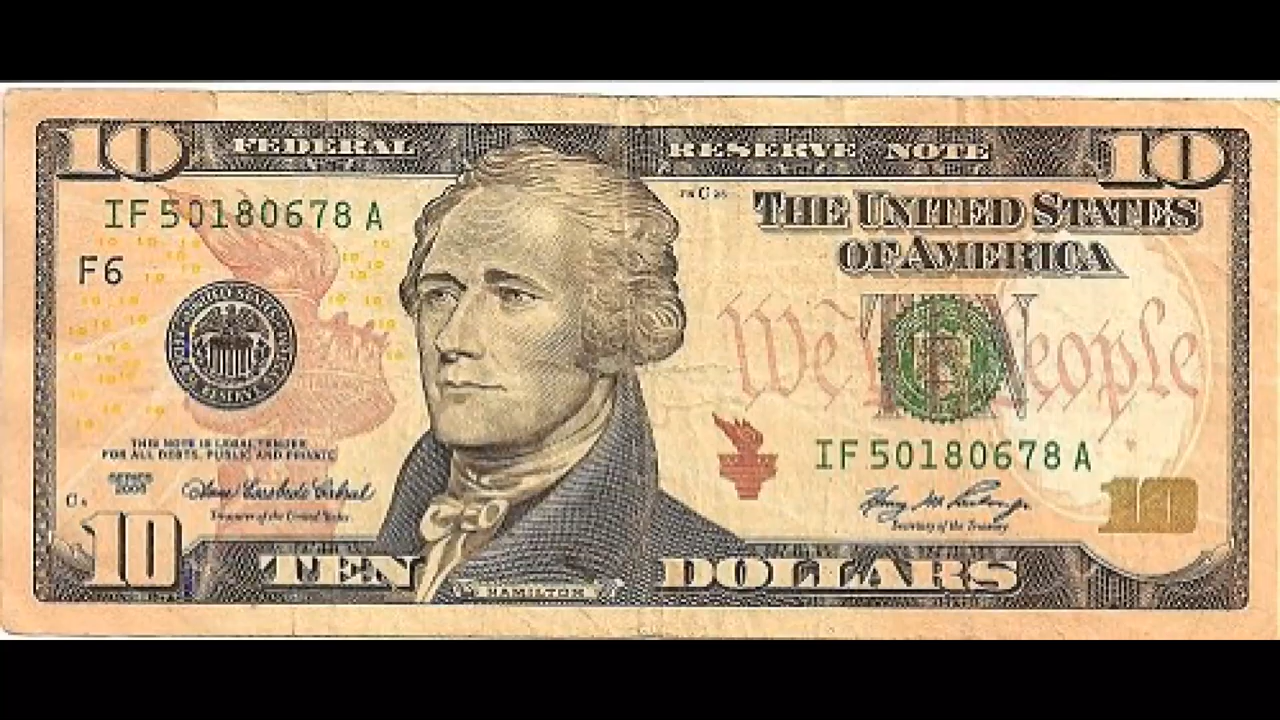 10 FEDERAL RESERVE NOTE 10
IF 50180678 A
THE UNITED STATES
OF AMERICA
F6
We People
THIS NOTE IS LEGAL TENDER
FOR ALL DEBTS, PUBLIC AND PRIVATE
IF 50180678 A
SERIES
Treasurer of the United States
Secretary of the Treasury
10
10 TEN DOLLARS
HAMILTON